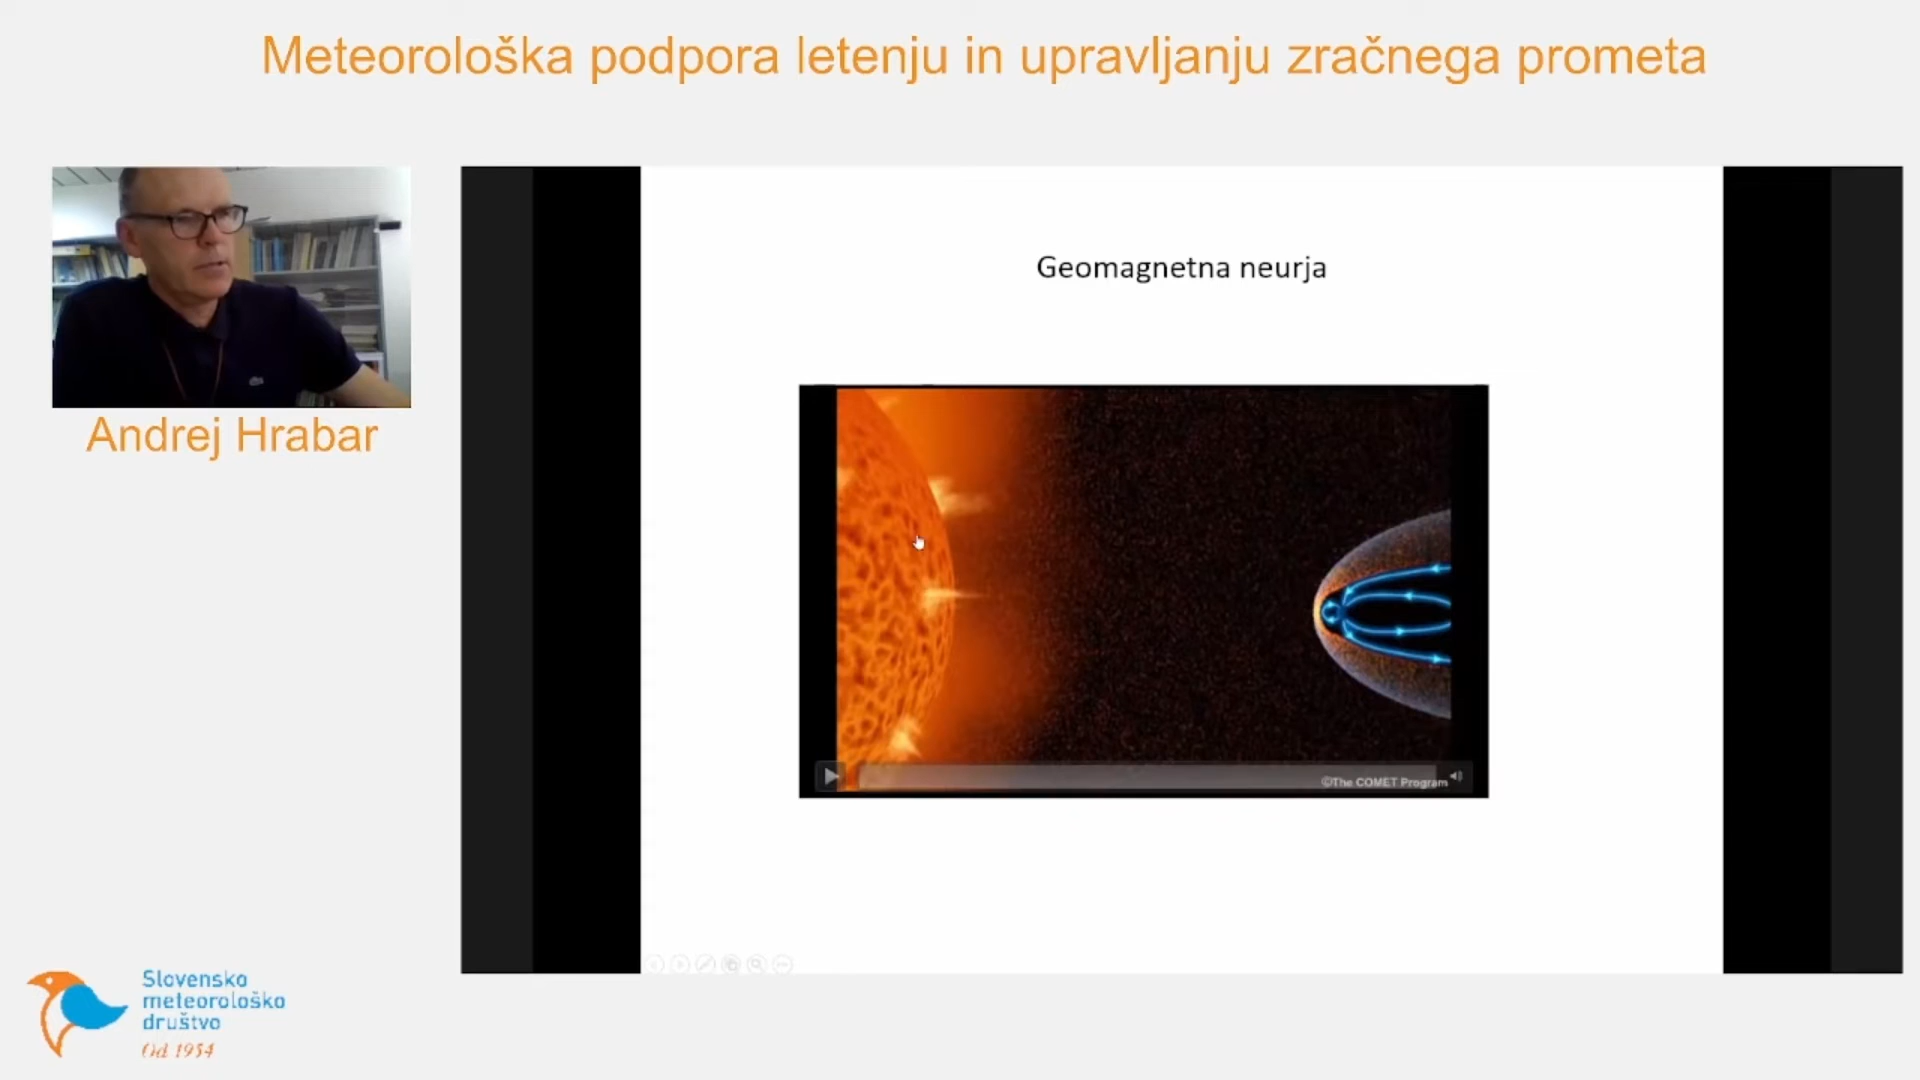 Meteorološka podpora letenju in upravljanju zračnega prometa
Andrej Hrabar
Geomagnetna neurja
©The COMET Program
Slovensko
meteorološko
društvo
Od 1954